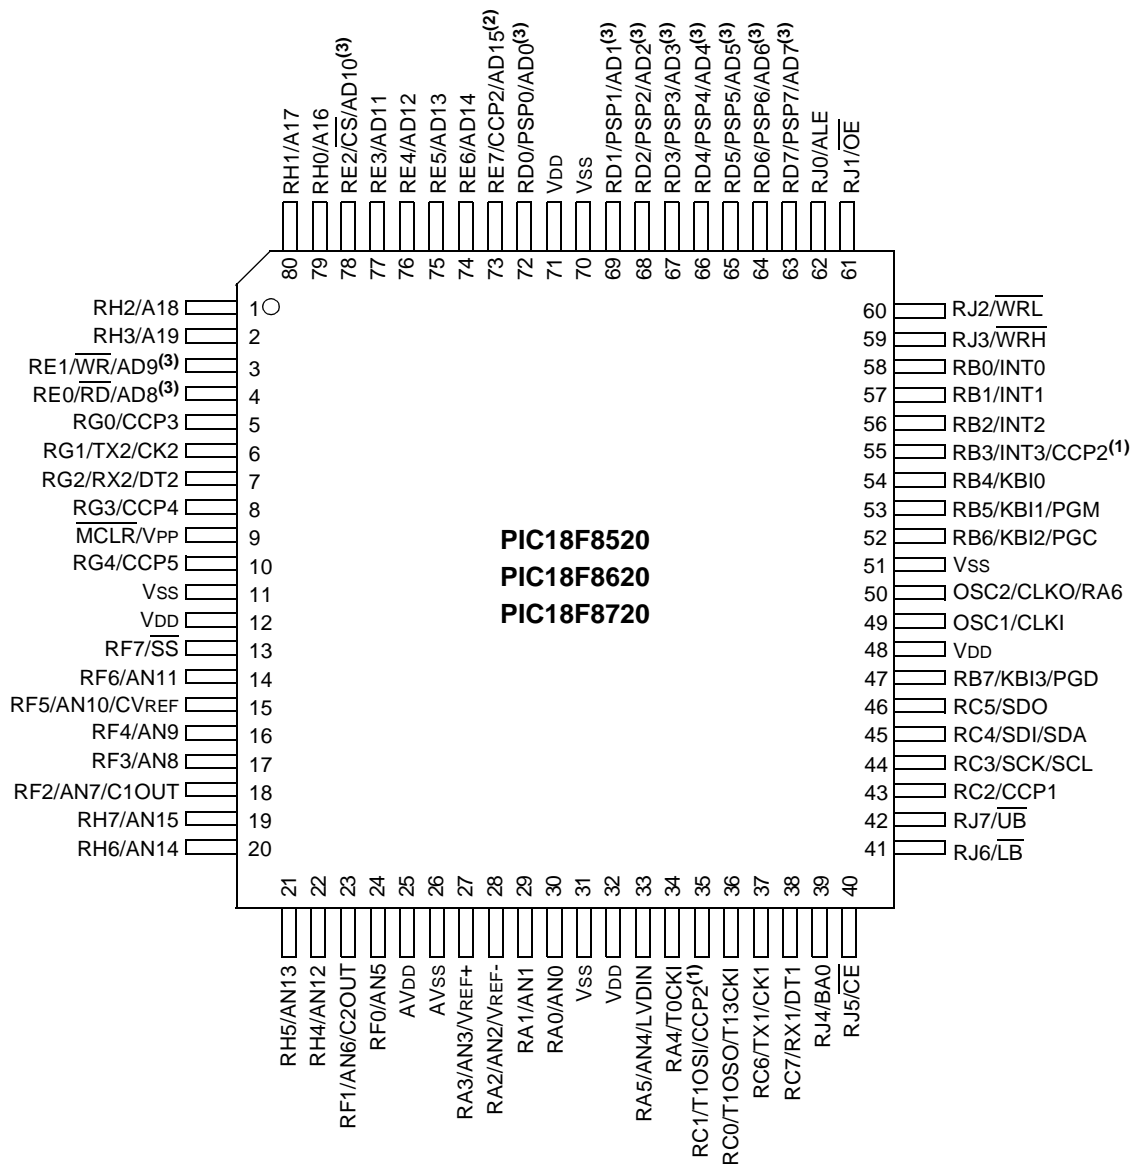 RH1/A17
RH0/A16
RE2/CS/AD10(3)
RE3/AD11
RE4/AD12
RE5/AD13
RE6/AD14
RE7/CCP2/AD15(2)
RD0/PSP0/AD0(3)
VDD
VSS
RD1/PSP1/AD1(3)
RD2/PSP2/AD2(3)
RD3/PSP3/AD3(3)
RD4/PSP4/AD4(3)
RD5/PSP5/AD5(3)
RD6/PSP6/AD6(3)
RD7/PSP7/AD7(3)
RJ0/ALE
RJ1/OE
80 79 78 77 76 75 74 73 72 71 70 69 68 67 66 65 64 63 62 61
RH2/A18 1
RH3/A19 2
RE1/WR/AD9(3) 3
RE0/RD/AD8(3) 4
RG0/CCP3 5
RG1/TX2/CK2 6
RG2/RX2/DT2 7
RG3/CCP4 8
MCLR/VPP 9
RG4/CCP5 10
VSS 11
VDD 12
RF7/SS 13
RF6/AN11 14
RF5/AN10/CVREF 15
RF4/AN9 16
RF3/AN8 17
RF2/AN7/C1OUT 18
RH7/AN15 19
RH6/AN14 20
PIC18F8520
PIC18F8620
PIC18F8720
60 RJ2/WRL
59 RJ3/WRH
58 RB0/INT0
57 RB1/INT1
56 RB2/INT2
55 RB3/INT3/CCP2(1)
54 RB4/KBI0
53 RB5/KBI1/PGM
52 RB6/KBI2/PGC
51 VSS
50 OSC2/CLKO/RA6
49 OSC1/CLKI
48 VDD
47 RB7/KBI3/PGD
46 RC5/SDO
45 RC4/SDI/SDA
44 RC3/SCK/SCL
43 RC2/CCP1
42 RJ7/UB
41 RJ6/LB
21 22 23 24 25 26 27 28 29 30 31 32 33 34 35 36 37 38 39 40
RH5/AN13
RH4/AN12
RF1/AN6/C2OUT
RF0/AN5
AVDD
AVSS
RA3/AN3/VREF+
RA2/AN2/VREF-
RA1/AN1
RA0/AN0
VSS
VDD
RA5/AN4/LVDIN
RA4/T0CKI
RC1/T1OSI/CCP2(1)
RC0/T1OSO/T13CKI
RC6/TX1/CK1
RC7/RX1/DT1
RJ4/BA0
RJ5/CE